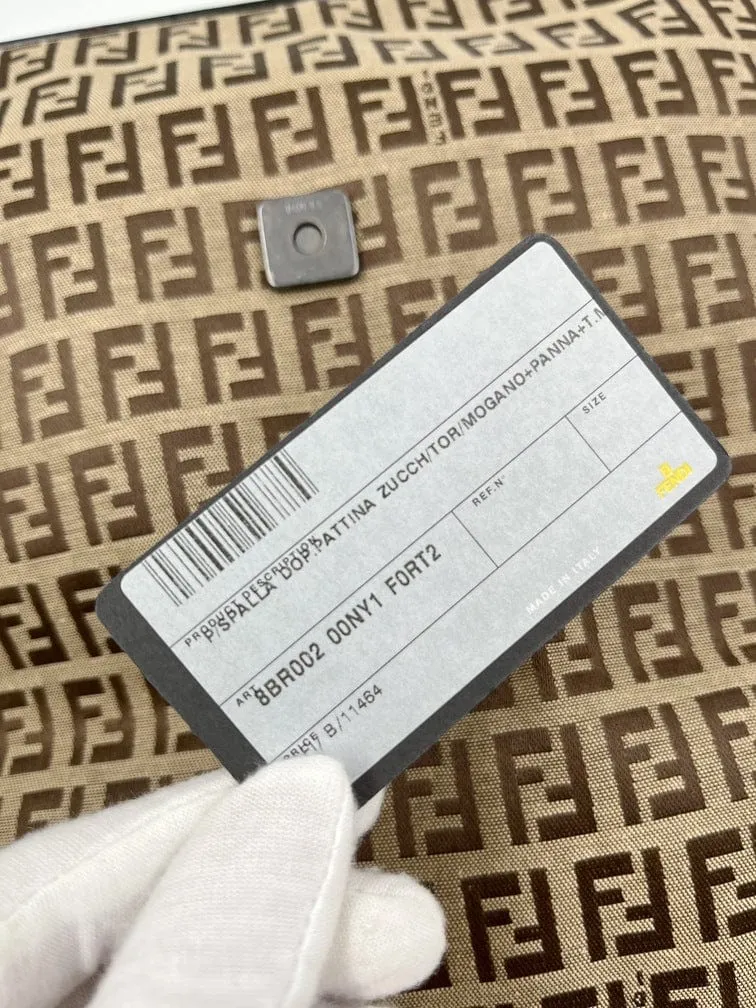 PRODUCT DESCRIPTION
P/SPALLA DOP.PATTINA ZUCCH/TOR/MOGANO+PANNA+T.M
ART.
8BR002 00NY1 F0RT2
REF.N°
SIZE
PRICE
B/11464
FENDI
MADE IN ITALY